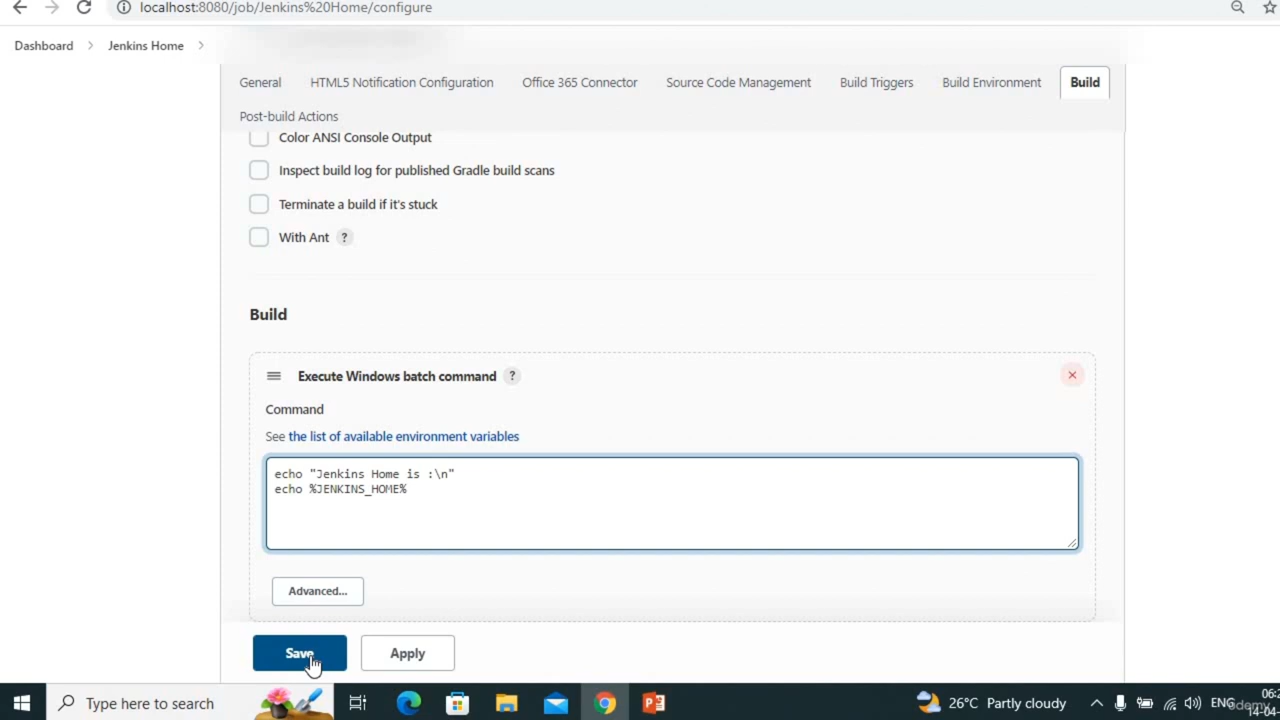 localhost:8080/job/Jenkins%20Home/configure
Dashboard Jenkins Home
General HTML5 Notification Configuration Office 365 Connector Source Code Management Build Triggers Build Environment Build
Post-build Actions
Color ANSI Console Output
Inspect build log for published Gradle build scans
Terminate a build if it's stuck
With Ant ?
Build
Execute Windows batch command ?
Command
See the list of available environment variables
echo "Jenkins Home is :\n"
echo %JENKINS_HOME%
Advanced...
Save Apply
Type here to search 26°C Partly cloudy ENG